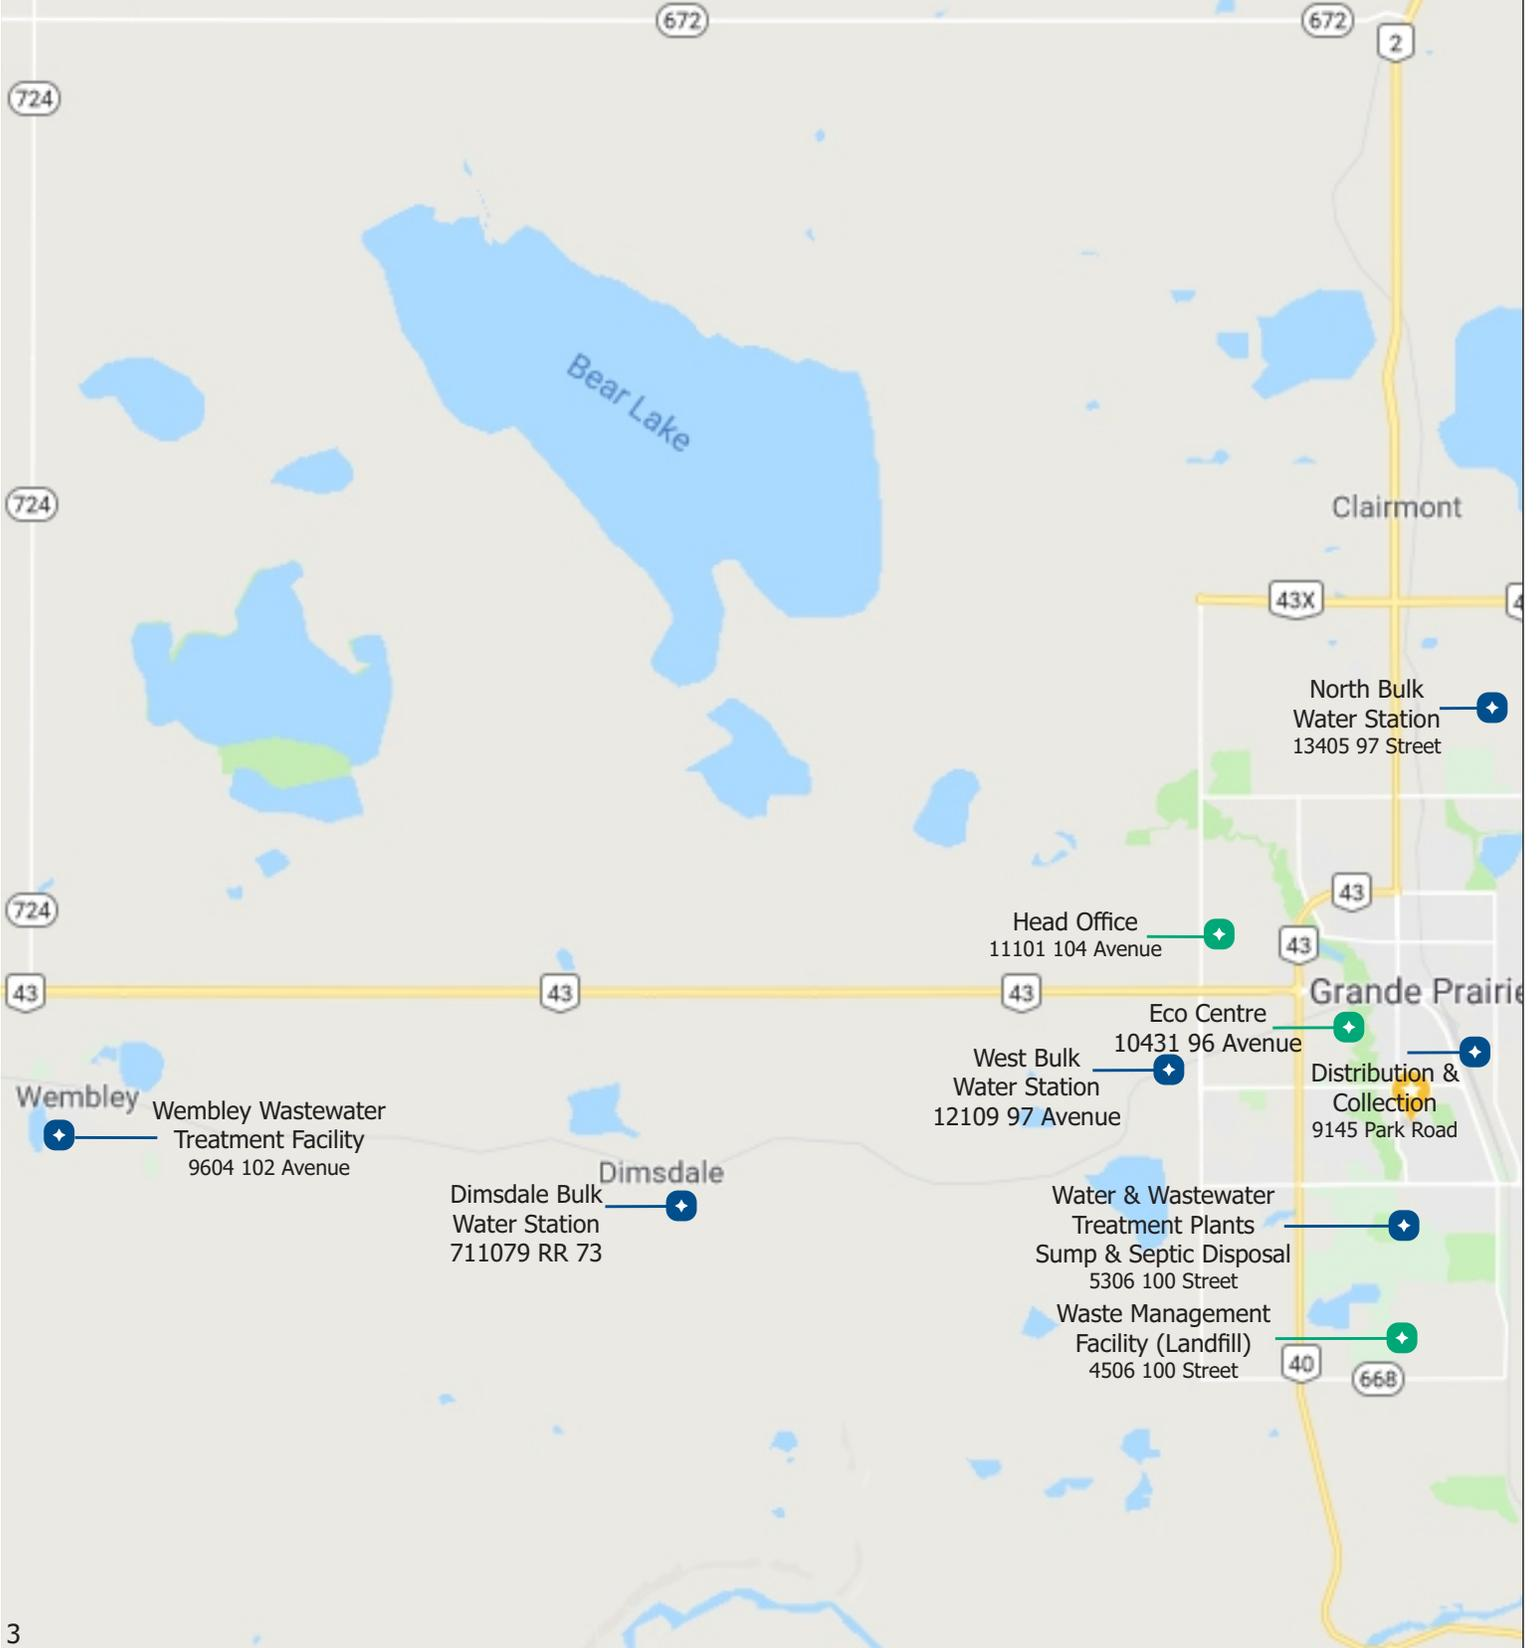 672
672
2
724
Bear Lake
724
Clairmont
43X
4
North Bulk
Water Station
13405 97 Street
43
724
Head Office
11101 104 Avenue
43
43
43
43
Grande Prairie
Eco Centre
10431 96 Avenue
West Bulk
Water Station
12109 97 Avenue
Distribution &
Collection
9145 Park Road
Wembley
Wembley Wastewater
Treatment Facility
9604 102 Avenue
Dimsdale
Dimsdale Bulk
Water Station
711079 RR 73
Water & Wastewater
Treatment Plants
Sump & Septic Disposal
5306 100 Street
Waste Management
Facility (Landfill)
4506 100 Street
40
668
3